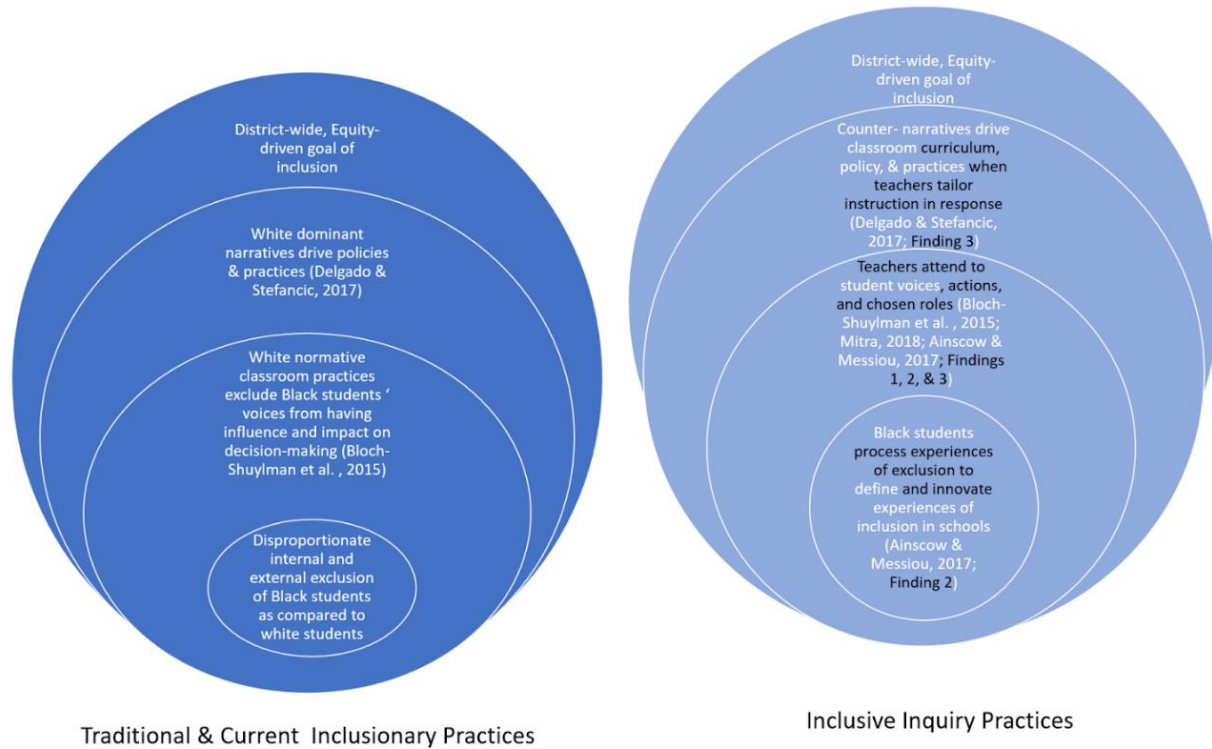 District-wide, Equity-
driven goal of
inclusion
White dominant
narratives drive policies
& practices (Delgado &
Stefancic, 2017)
White normative
classroom practices
exclude Black students ‘
voices from having
influence and impact on
decision-making (Bloch-
Shuylman et al. , 2015)
Disproportionate
internal and
external exclusion
of Black students
as compared to
white students
Traditional & Current Inclusionary Practices
District-wide, Equity-
driven goal of
inclusion
Counter- narratives drive
classroom curriculum,
policy, & practices when
teachers tailor
instruction in response
(Delgado & Stefancic,
2017; Finding 3)
Teachers attend to
student voices, actions,
and chosen roles (Bloch-
Shuylman et al. , 2015;
Mitra, 2018; Ainscow &
Messiou, 2017; Findings
1, 2, & 3)
Black students
process experiences
of exclusion to
define and innovate
experiences of
inclusion in schools
(Ainscow &
Messiou, 2017;
Finding 2)
Inclusive Inquiry Practices